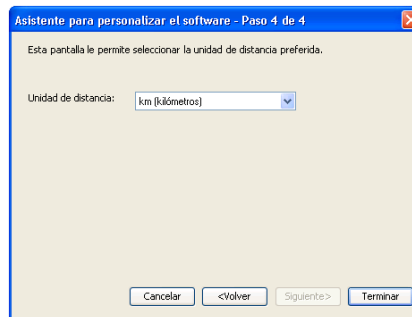 Asistente para personalizar el software - Paso 4 de 4
Esta pantalla le permite seleccionar la unidad de distancia preferida.
Unidad de distancia: km (kilómetros)
Cancelar <Volver Siguiente> Terminar